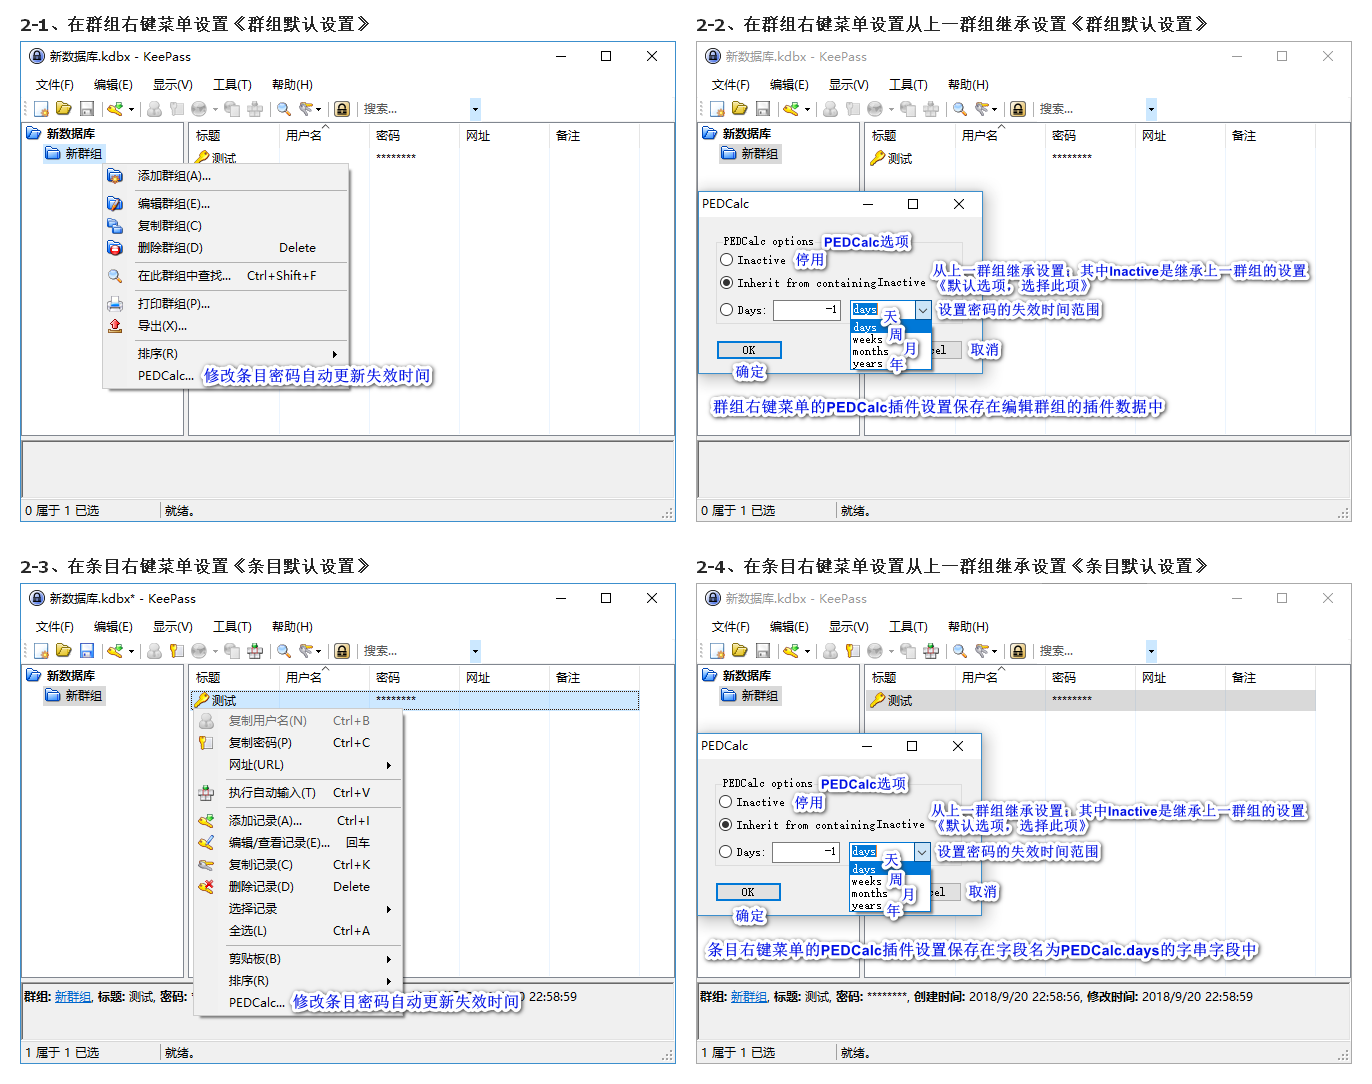 2-1、在群组右键菜单设置《群组默认设置》
新数据库.kdbx - KeePass
文件(F) 编辑(E) 显示(V) 工具(T) 帮助(H)
搜索...
新数据库
新群组
标题 用户名 密码 网址 备注
测试 ********
添加群组(A)...
编辑群组(E)...
复制群组(C)
删除群组(D) Delete
在此群组中查找... Ctrl+Shift+F
打印群组(P)...
导出(X)...
排序(R)
PEDCalc... 修改条目密码自动更新失效时间
0 属于 1 已选 就绪。
2-2、在群组右键菜单设置从上一群组继承设置《群组默认设置》
新数据库.kdbx - KeePass
文件(F) 编辑(E) 显示(V) 工具(T) 帮助(H)
搜索...
新数据库
新群组
标题 用户名 密码 网址 备注
测试 ********
PEDCalc
PEDCalc options PEDCalc选项
Inactive 停用
Inherit from containingInactive 从上一群组继承设置；其中Inactive是继承上一群组的设置
《默认选项，选择此项》
Days: -1 days 设置密码的失效时间范围
days 天
weeks 周
months 月
years 年
OK cel 取消
确定
群组右键菜单的PEDCalc插件设置保存在编辑群组的插件数据中
0 属于 1 已选 就绪。
2-3、在条目右键菜单设置《条目默认设置》
新数据库.kdbx* - KeePass
文件(F) 编辑(E) 显示(V) 工具(T) 帮助(H)
搜索...
新数据库
新群组
标题 用户名 密码 网址 备注
测试 ********
复制用户名(N) Ctrl+B
复制密码(P) Ctrl+C
网址(URL)
执行自动输入(T) Ctrl+V
添加记录(A)... Ctrl+I
编辑/查看记录(E)... 回车
复制记录(C) Ctrl+K
删除记录(D) Delete
选择记录
全选(L) Ctrl+A
剪贴板(B)
排序(R)
PEDCalc... 修改条目密码自动更新失效时间
群组: 新群组, 标题: 测试, 密码: 20 22:58:59
1 属于 1 已选 就绪。
2-4、在条目右键菜单设置从上一群组继承设置《条目默认设置》
新数据库.kdbx - KeePass
文件(F) 编辑(E) 显示(V) 工具(T) 帮助(H)
搜索...
新数据库
新群组
标题 用户名 密码 网址 备注
测试 ********
PEDCalc
PEDCalc options PEDCalc选项
Inactive 停用
Inherit from containingInactive 从上一群组继承设置；其中Inactive是继承上一群组的设置
《默认选项，选择此项》
Days: -1 days 设置密码的失效时间范围
days 天
weeks 周
months 月
years 年
OK cel 取消
确定
条目右键菜单的PEDCalc插件设置保存在字段名为PEDCalc.days的字串字段中
群组: 新群组, 标题: 测试, 密码: ********, 创建时间: 2018/9/20 22:58:56, 修改时间: 2018/9/20 22:58:59
1 属于 1 已选 就绪。